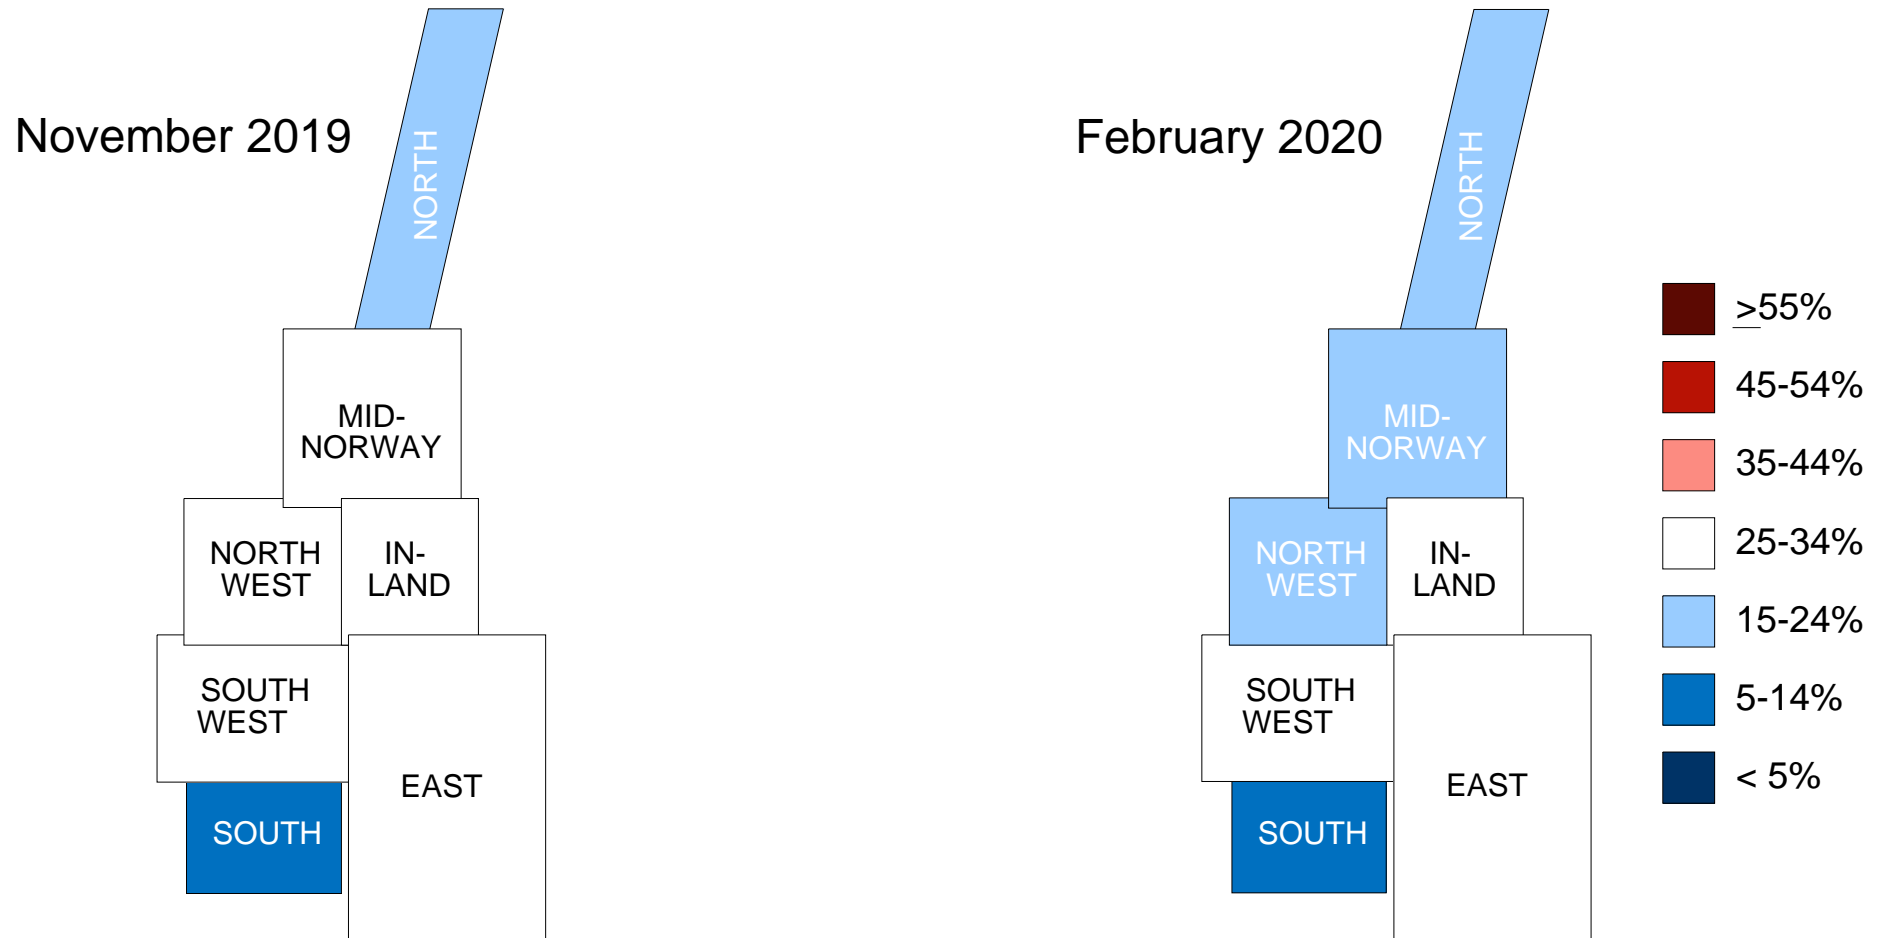 November 2019
NORTH
MID-
NORWAY
NORTH
WEST
IN-
LAND
SOUTH
WEST
EAST
SOUTH
February 2020
NORTH
MID-
NORWAY
NORTH
WEST
IN-
LAND
SOUTH
WEST
EAST
SOUTH
>55%
45-54%
35-44%
25-34%
15-24%
5-14%
< 5%